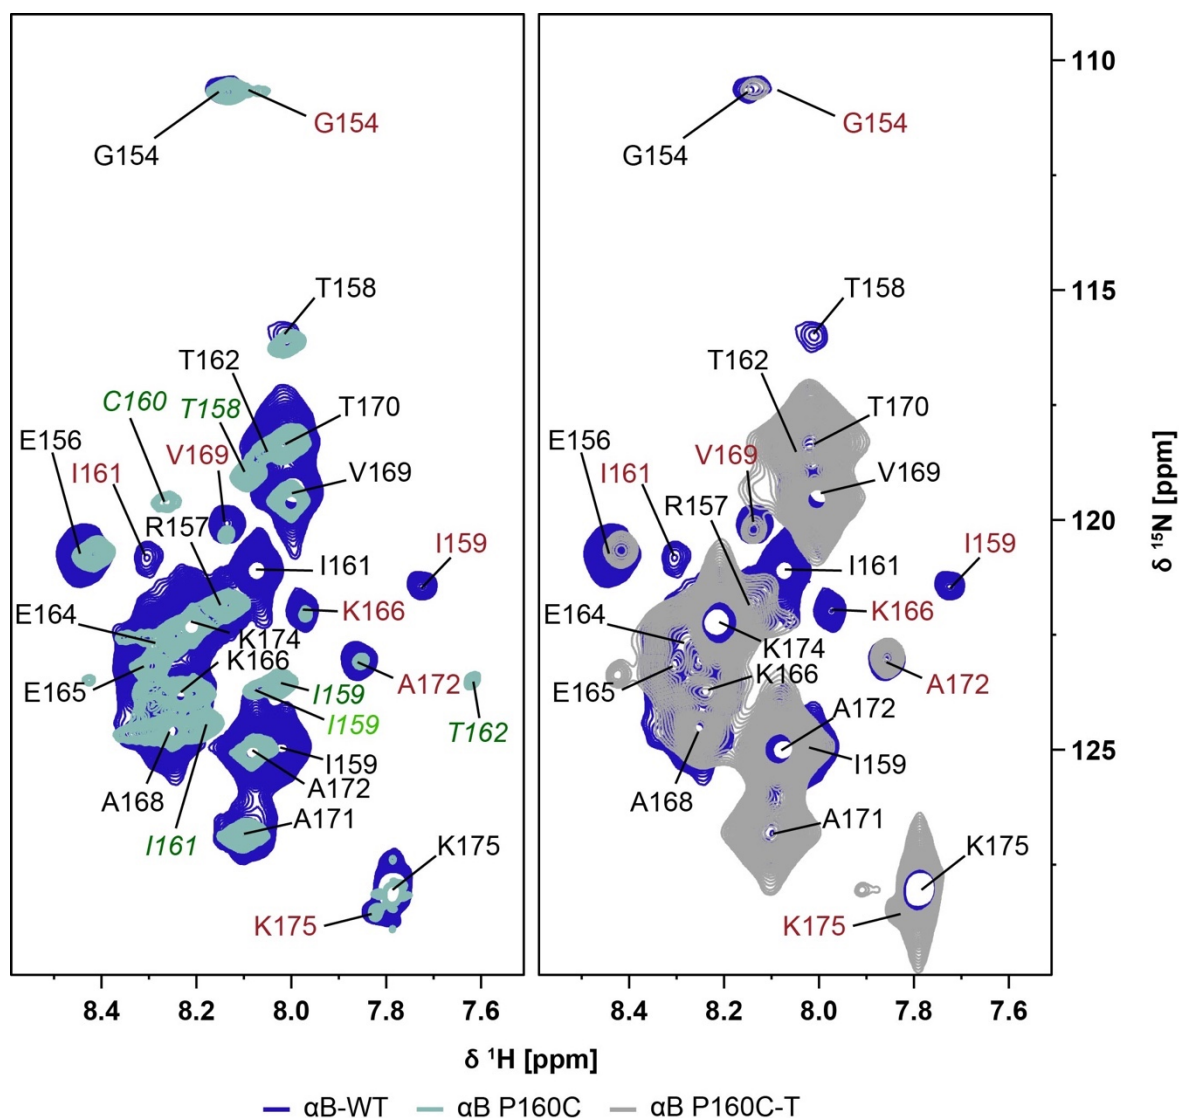 G154
G154
T158
T162
C160
T158
T170
E156
I161
V169
V169
R157
I161
I159
E164
K166
K174
K166
E165
A172
I159
I159
T162
I159
A168
A172
A171
I161
K175
K175
8.4
8.2
8.0
7.8
7.6
G154
G154
T158
T162
T170
E156
V169
I161
V169
R157
I159
I161
E164
K166
K174
K166
E165
A172
A172
I159
A168
A171
K175
K175
8.4
8.2
8.0
7.8
7.6
110
115
120
125
δ ¹⁵N [ppm]
δ ¹H [ppm]
αB-WT αB P160C αB P160C-T